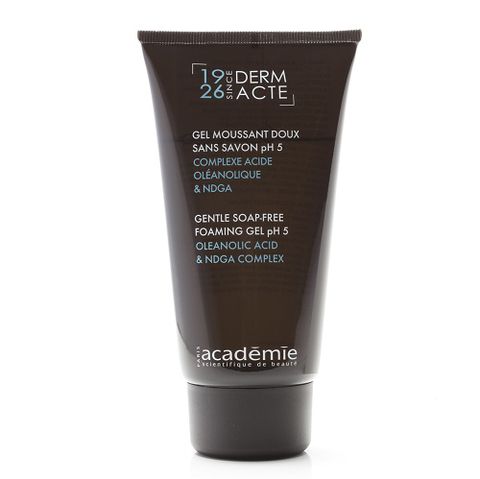 19 SINCE DERM
26 ACTE
GEL MOUSSANT DOUX
SANS SAVON pH 5
COMPLEXE ACIDE
OLÉANOLIQUE
& NDGA
GENTLE SOAP-FREE
FOAMING GEL pH 5
OLEANOLIC ACID
& NDGA COMPLEX
PARIS
académie
scientifique de beauté